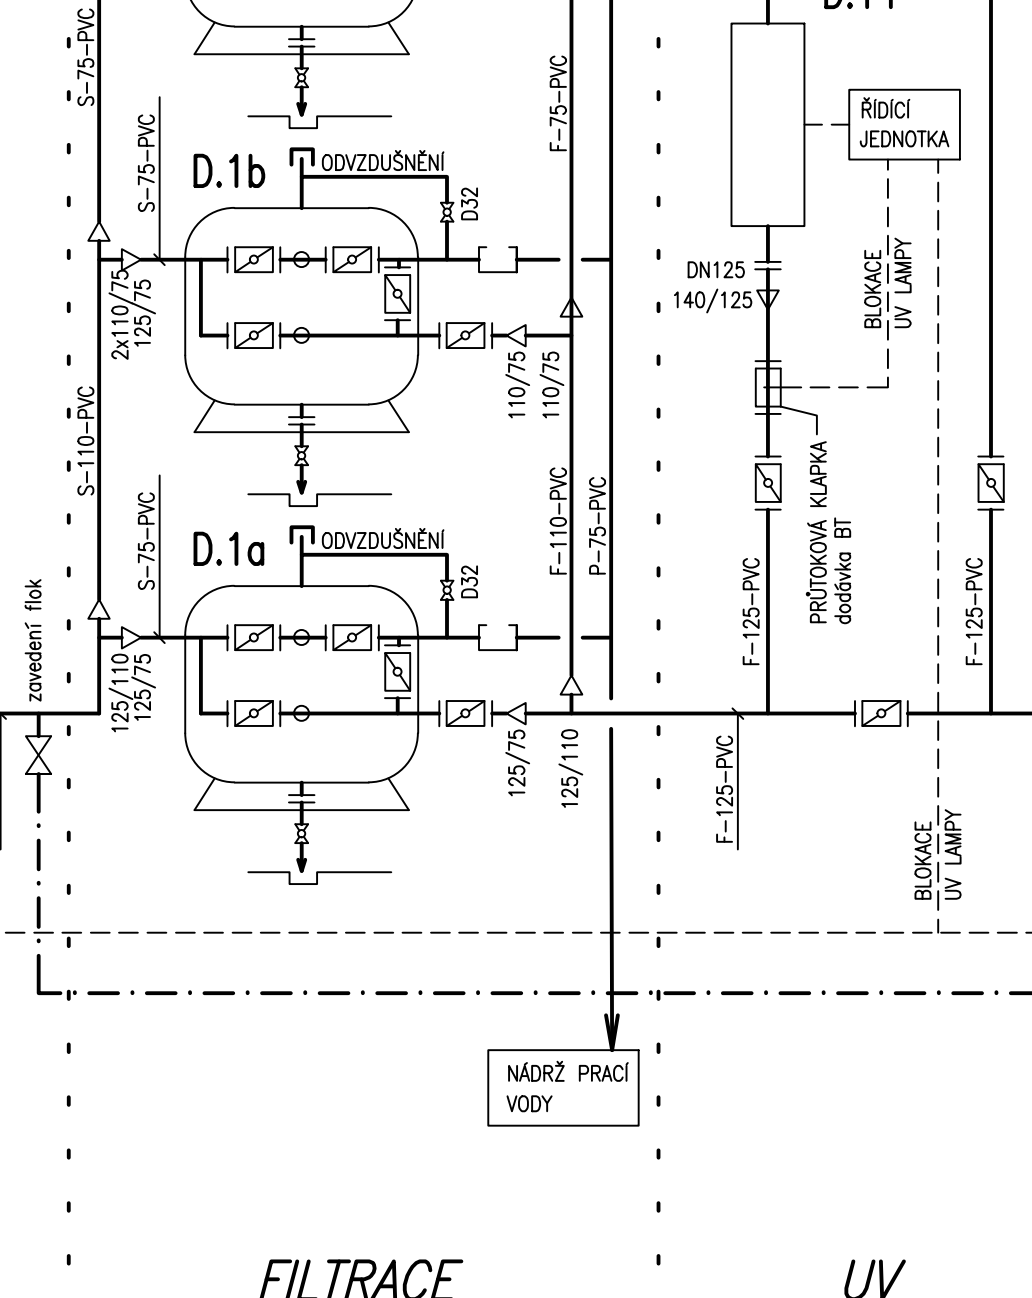 S-75-PVC
F-75-PVC
ŘÍDÍCÍ
JEDNOTKA
D.1b
ODVZDUŠNĚNÍ
S-75-PVC
D32
2x110/75
125/75
110/75
110/75
DN125
140/125
BLOKACE
UV LAMPY
S-110-PVC
F-110-PVC
P-75-PVC
PRŮTOKOVÁ KLAPKA
dodávka BT
D.1a
ODVZDUŠNĚNÍ
S-75-PVC
D32
zavedení flok
125/110
125/75
125/75
125/110
F-125-PVC
F-125-PVC
F-125-PVC
BLOKACE
UV LAMPY
NÁDRŽ PRACÍ
VODY
FILTRACE
UV